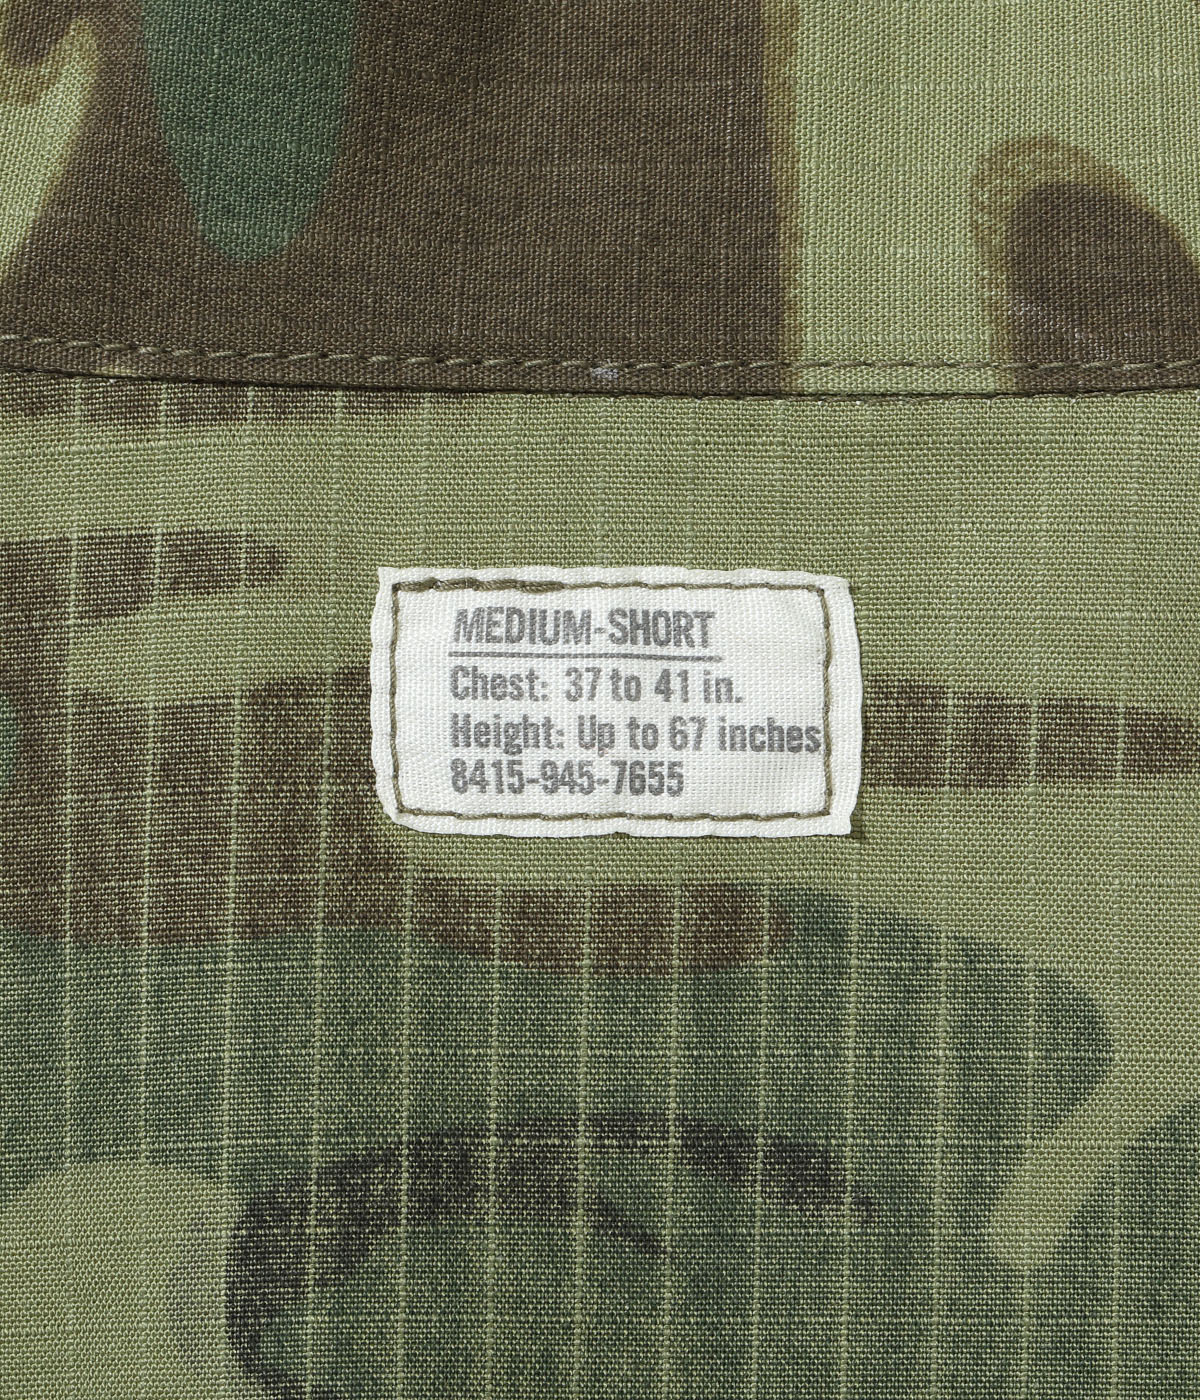 MEDIUM-SHORT
Chest: 37 to 41 in.
Height: Up to 67 inches
8415-945-7655